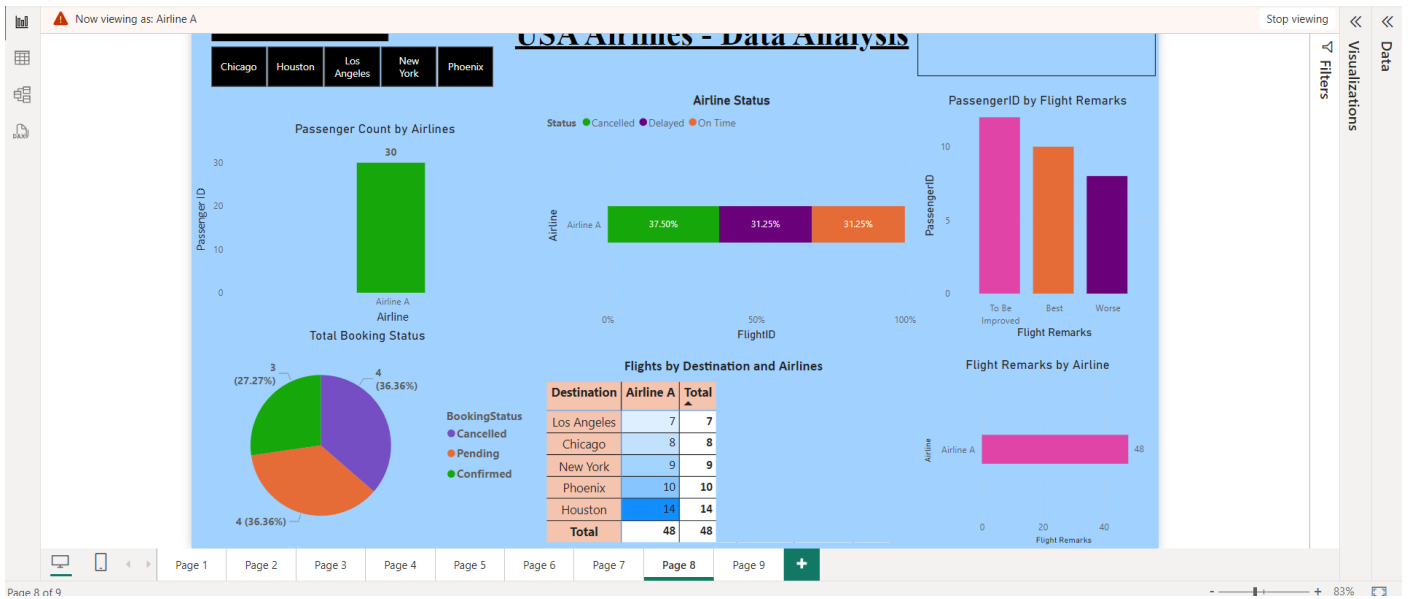 Now viewing as: Airline A
Stop viewing
USA Airlines - Data Analysis
Chicago
Houston
Los
Angeles
New
York
Phoenix
Filters
Visualizations
Data
Passenger Count by Airlines
30
Passenger ID
30
20
10
0
Airline A
Airline
Airline Status
Status Cancelled Delayed On Time
Airline
Airline A
37.50%
31.25%
31.25%
0%
50%
100%
FlightID
PassengerID by Flight Remarks
PassengerID
10
5
0
To Be
Improved
Best
Worse
Flight Remarks
Total Booking Status
3
(27.27%)
4
(36.36%)
4 (36.36%)
BookingStatus
Cancelled
Pending
Confirmed
Flights by Destination and Airlines
Destination Airline A Total
Los Angeles 7 7
Chicago 8 8
New York 9 9
Phoenix 10 10
Houston 14 14
Total 48 48
Flight Remarks by Airline
Airline
Airline A
48
0
20
40
Flight Remarks
Page 1
Page 2
Page 3
Page 4
Page 5
Page 6
Page 7
Page 8
Page 9
+
Page 8 of 9
- + 83%